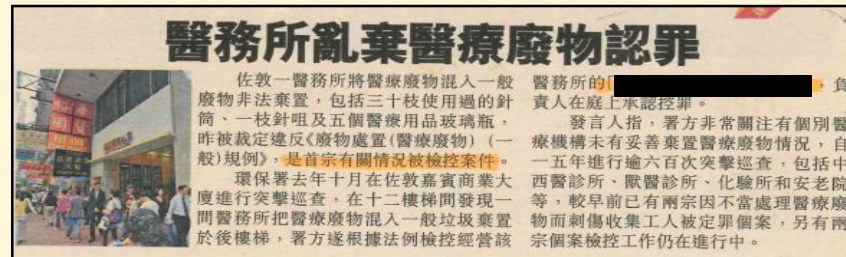 醫務所亂棄醫療廢物認罪
佐敦一醫務所將醫療廢物混入一般
廢物非法棄置，包括三十枝使用過的針
筒、一枝針咀及五個醫療用品玻璃瓶，
昨被裁定違反《廢物處置(醫療廢物)（一
般)規例》，是首宗有關情況被檢控案件。
環保署去年十月在佐敦嘉賓商業大
廈進行突擊巡查，在十二樓梯間發現一
間醫務所把醫療廢物混入一般垃圾棄置
於後樓梯，署方遂根據法例檢控經營該
醫務所的 ，負
責人在庭上承認控罪。
發言人指，署方非常關注有個別醫
療機構未有妥善棄置醫療廢物情況，自
一五年進行逾六百次突擊巡查，包括中
西醫診所、獸醫診所、化驗所和安老院
等，較早前已有兩宗因不當處理醫療廢
物而刺傷收集工人被定罪個案，另有兩
宗個案檢控工作仍在進行中。